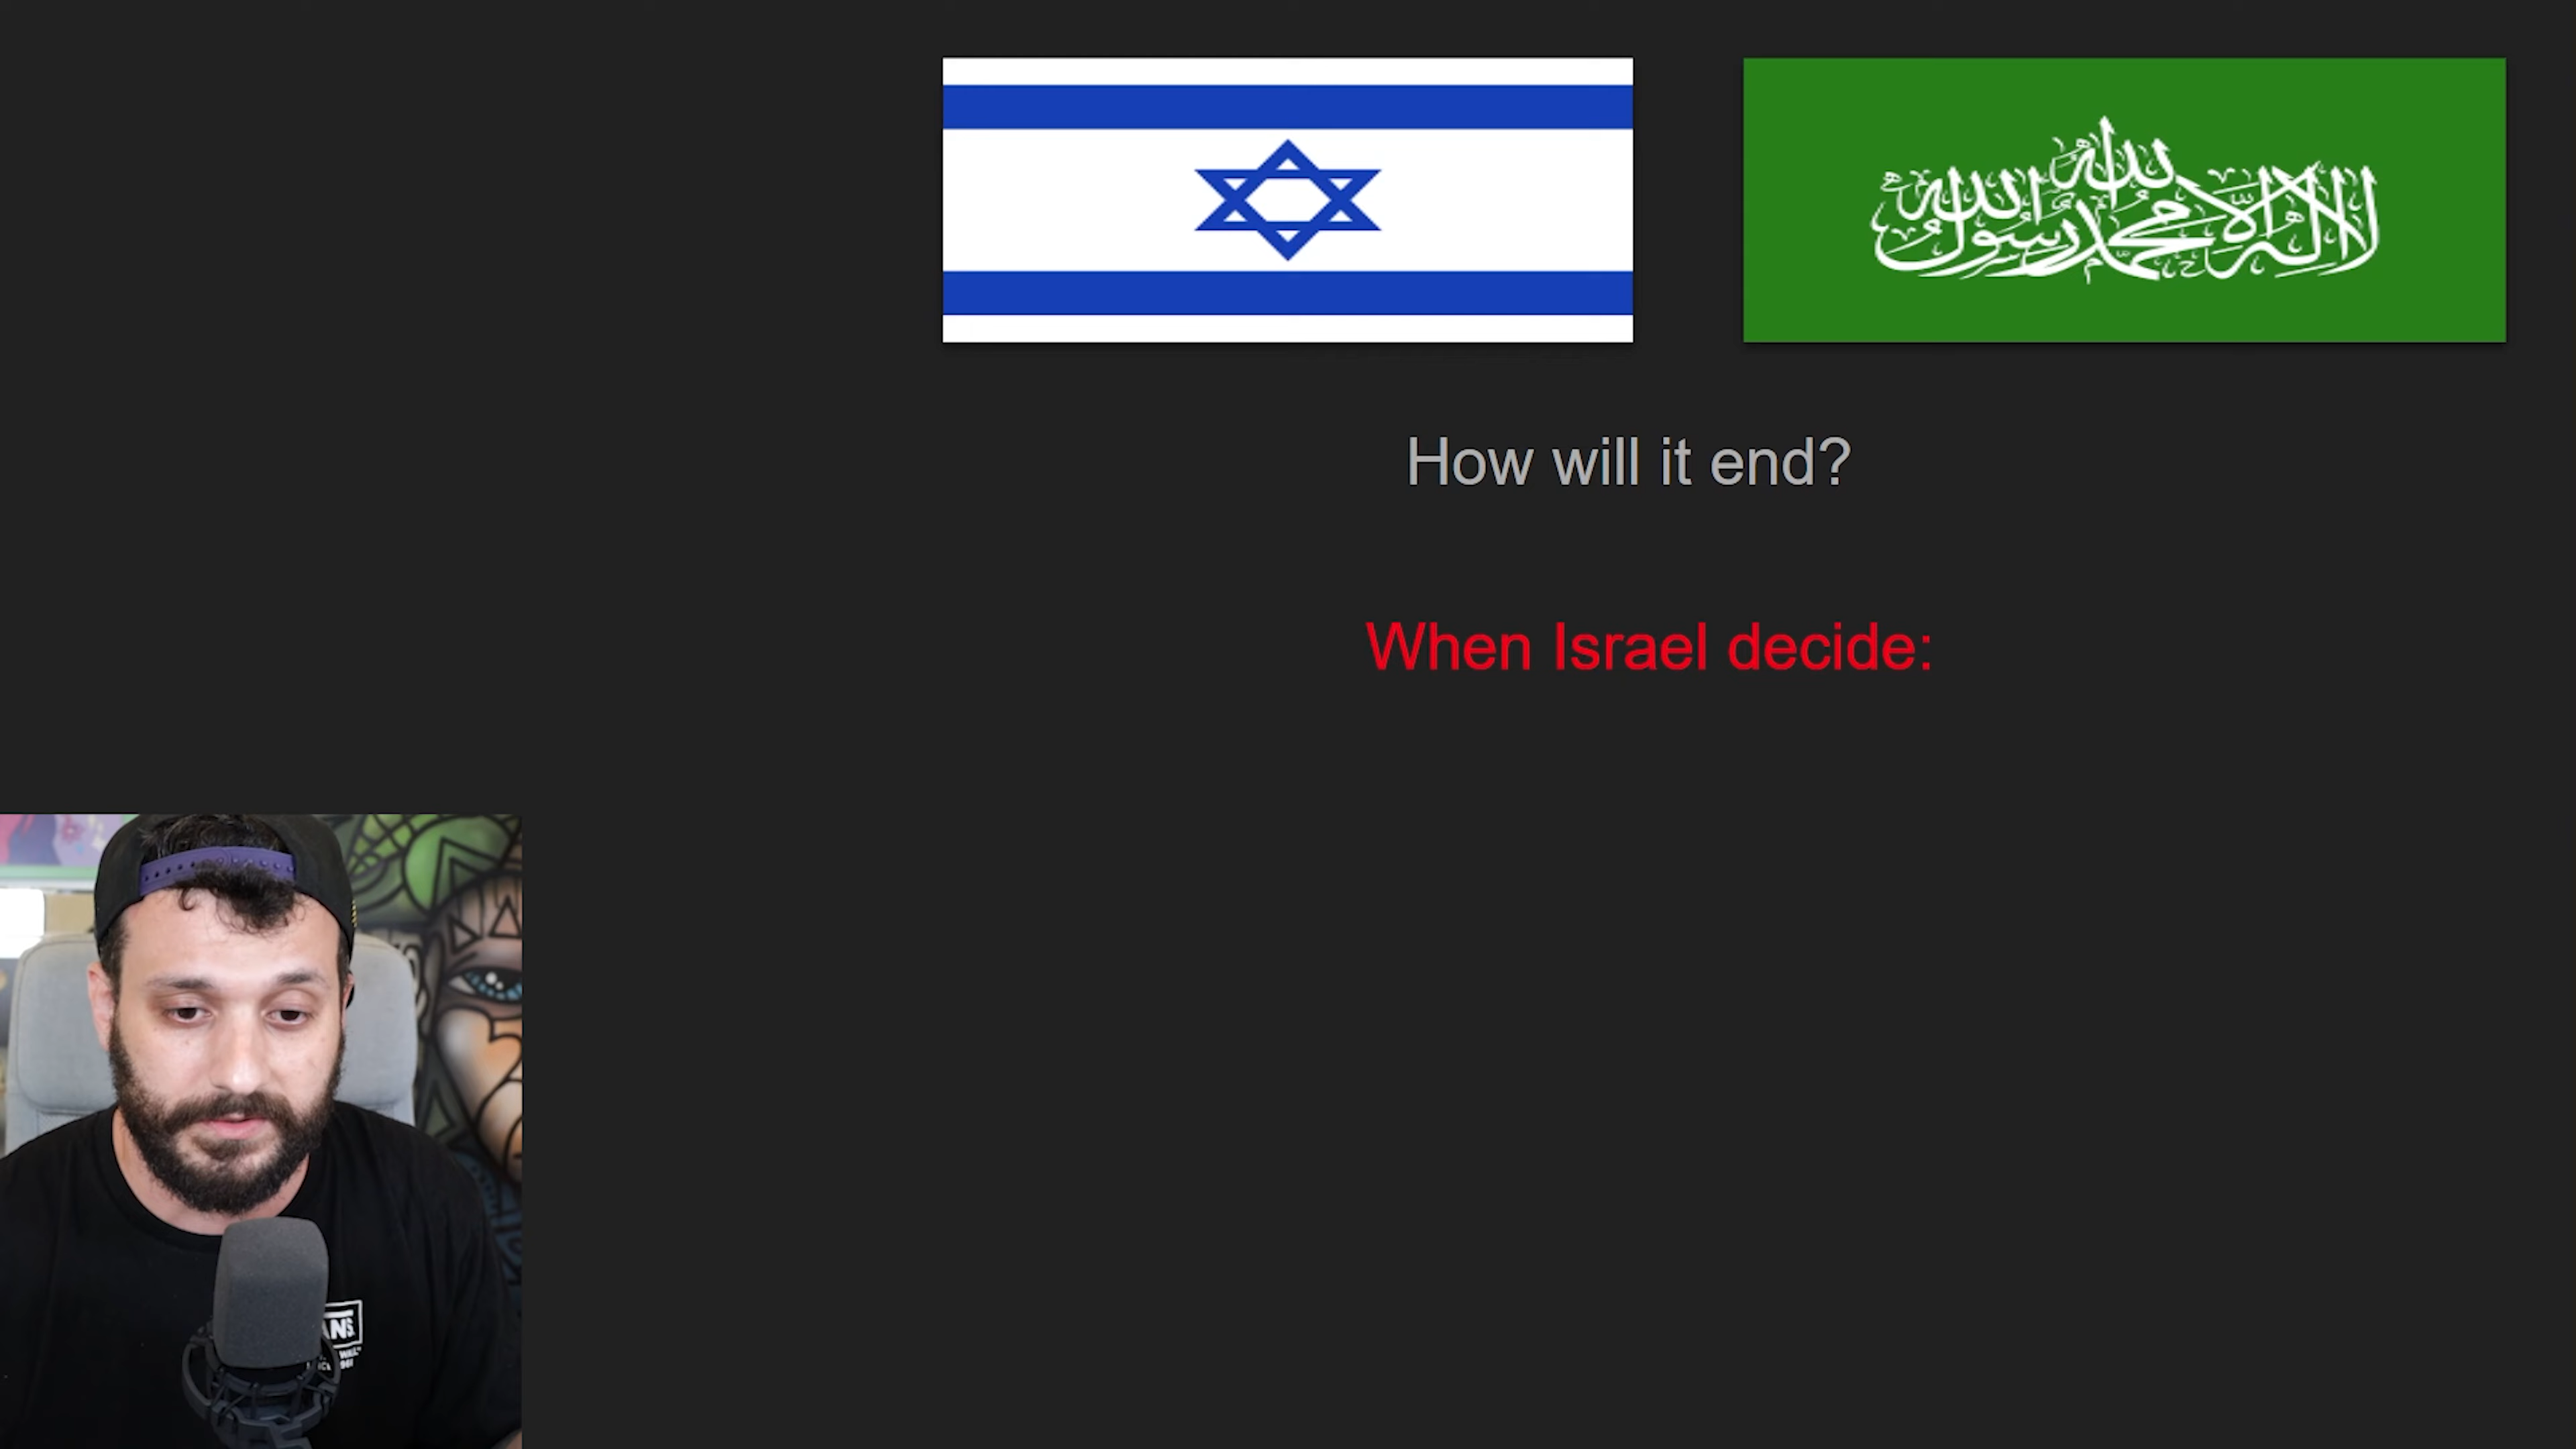 لا إله إلا الله محمد رسول الله
How will it end?
When Israel decide: